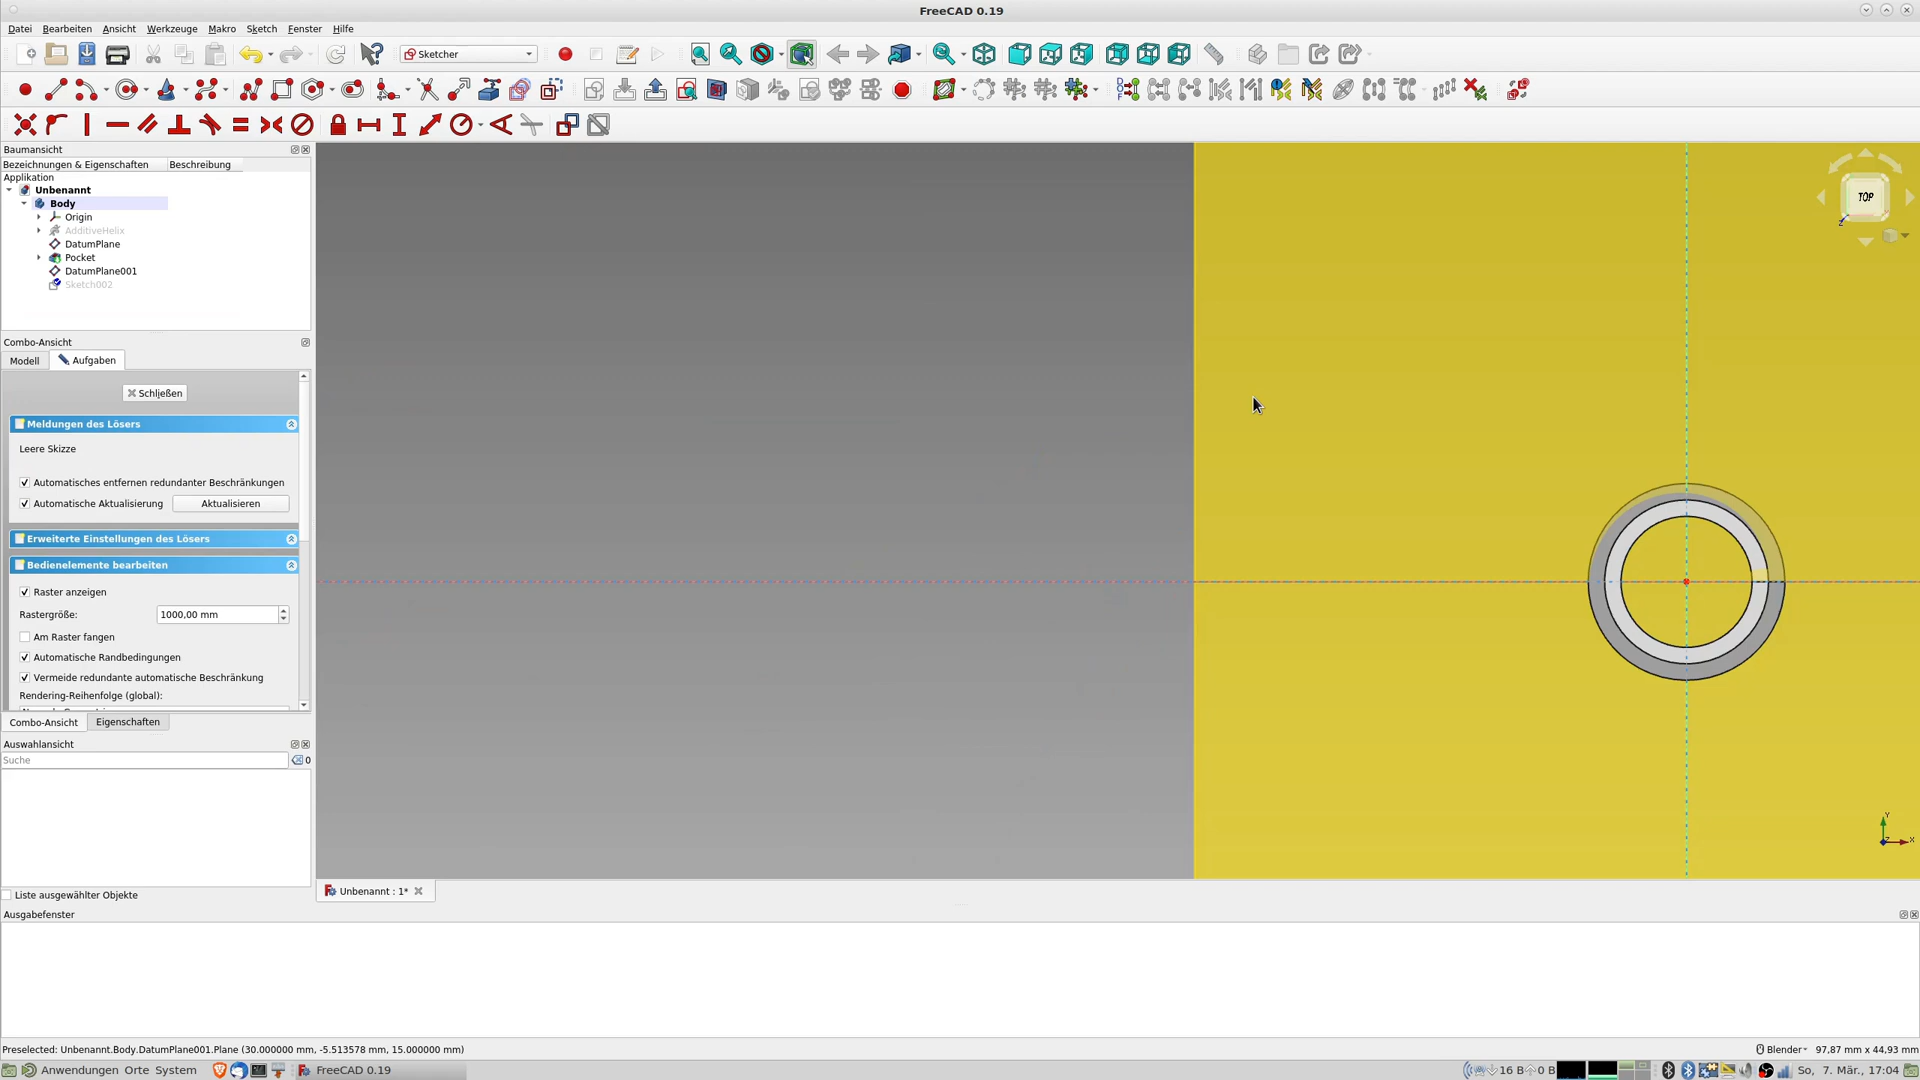 FreeCAD 0.19
Datei Bearbeiten Ansicht Werkzeuge Makro Sketch Fenster Hilfe
Sketcher
Baumansicht
Bezeichnungen & Eigenschaften Beschreibung
Applikation
Unbenannt
Body
Origin
AdditiveHelix
DatumPlane
Pocket
DatumPlane001
Sketch002
Combo-Ansicht
Modell Aufgaben
Schließen
Meldungen des Lösers
Leere Skizze
Automatisches entfernen redundanter Beschränkungen
Automatische Aktualisierung Aktualisieren
Erweiterte Einstellungen des Lösers
Bedienelemente bearbeiten
Raster anzeigen
Rastergröße: 1000,00 mm
Am Raster fangen
Automatische Randbedingungen
Vermeide redundante automatische Beschränkung
Rendering-Reihenfolge (global):
Combo-Ansicht Eigenschaften
Auswahlansicht
Suche 0
Liste ausgewählter Objekte
TOP
Z
Y
X
Unbenannt : 1*
Ausgabefenster
Preselected: Unbenannt.Body.DatumPlane001.Plane (30.000000 mm, -5.513578 mm, 15.000000 mm)
Blender 97,87 mm x 44,93 mm
Anwendungen Orte System FreeCAD 0.19 16 B 0 B So, 7. Mär., 17:04